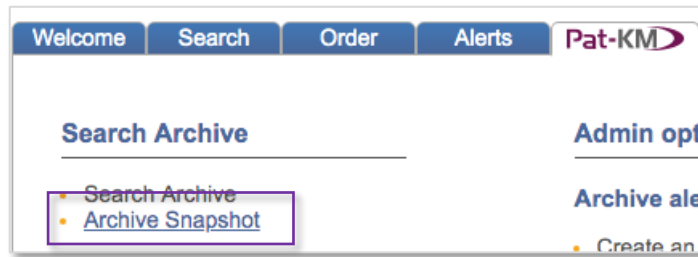 Welcome Search Order Alerts Pat-KM
Search Archive
Search Archive
Archive Snapshot
Admin opt
Archive ale
Create an